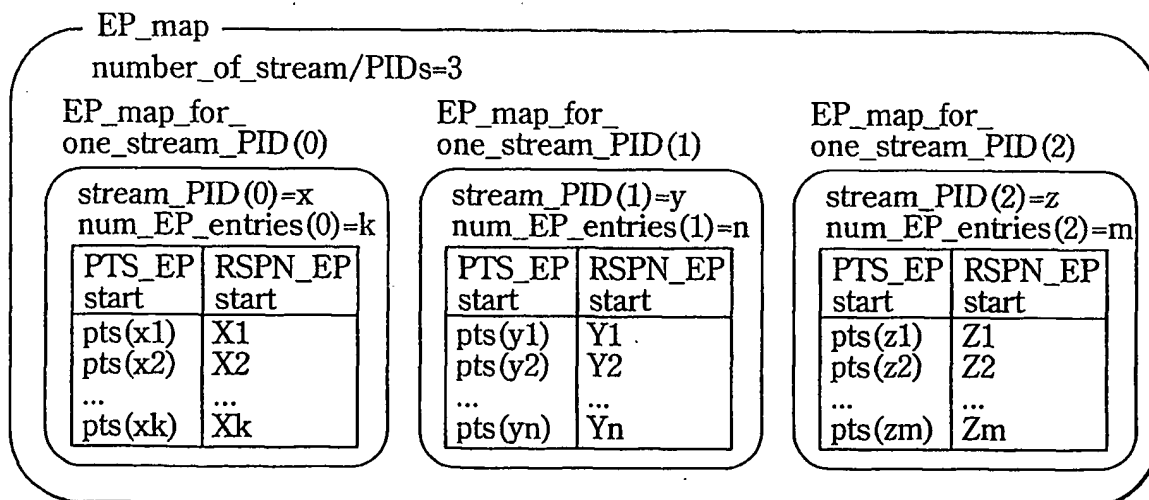 EP_map
number_of_stream/PIDs=3
EP_map_for_
one_stream_PID(0)
stream_PID(0)=x
num_EP_entries(0)=k
PTS_EP RSPN_EP
start start
pts(x1) X1
pts(x2) X2
... ...
pts(xk) Xk
EP_map_for_
one_stream_PID(1)
stream_PID(1)=y
num_EP_entries(1)=n
PTS_EP RSPN_EP
start start
pts(y1) Y1
pts(y2) Y2
... ...
pts(yn) Yn
EP_map_for_
one_stream_PID(2)
stream_PID(2)=z
num_EP_entries(2)=m
PTS_EP RSPN_EP
start start
pts(z1) Z1
pts(z2) Z2
... ...
pts(zm) Zm